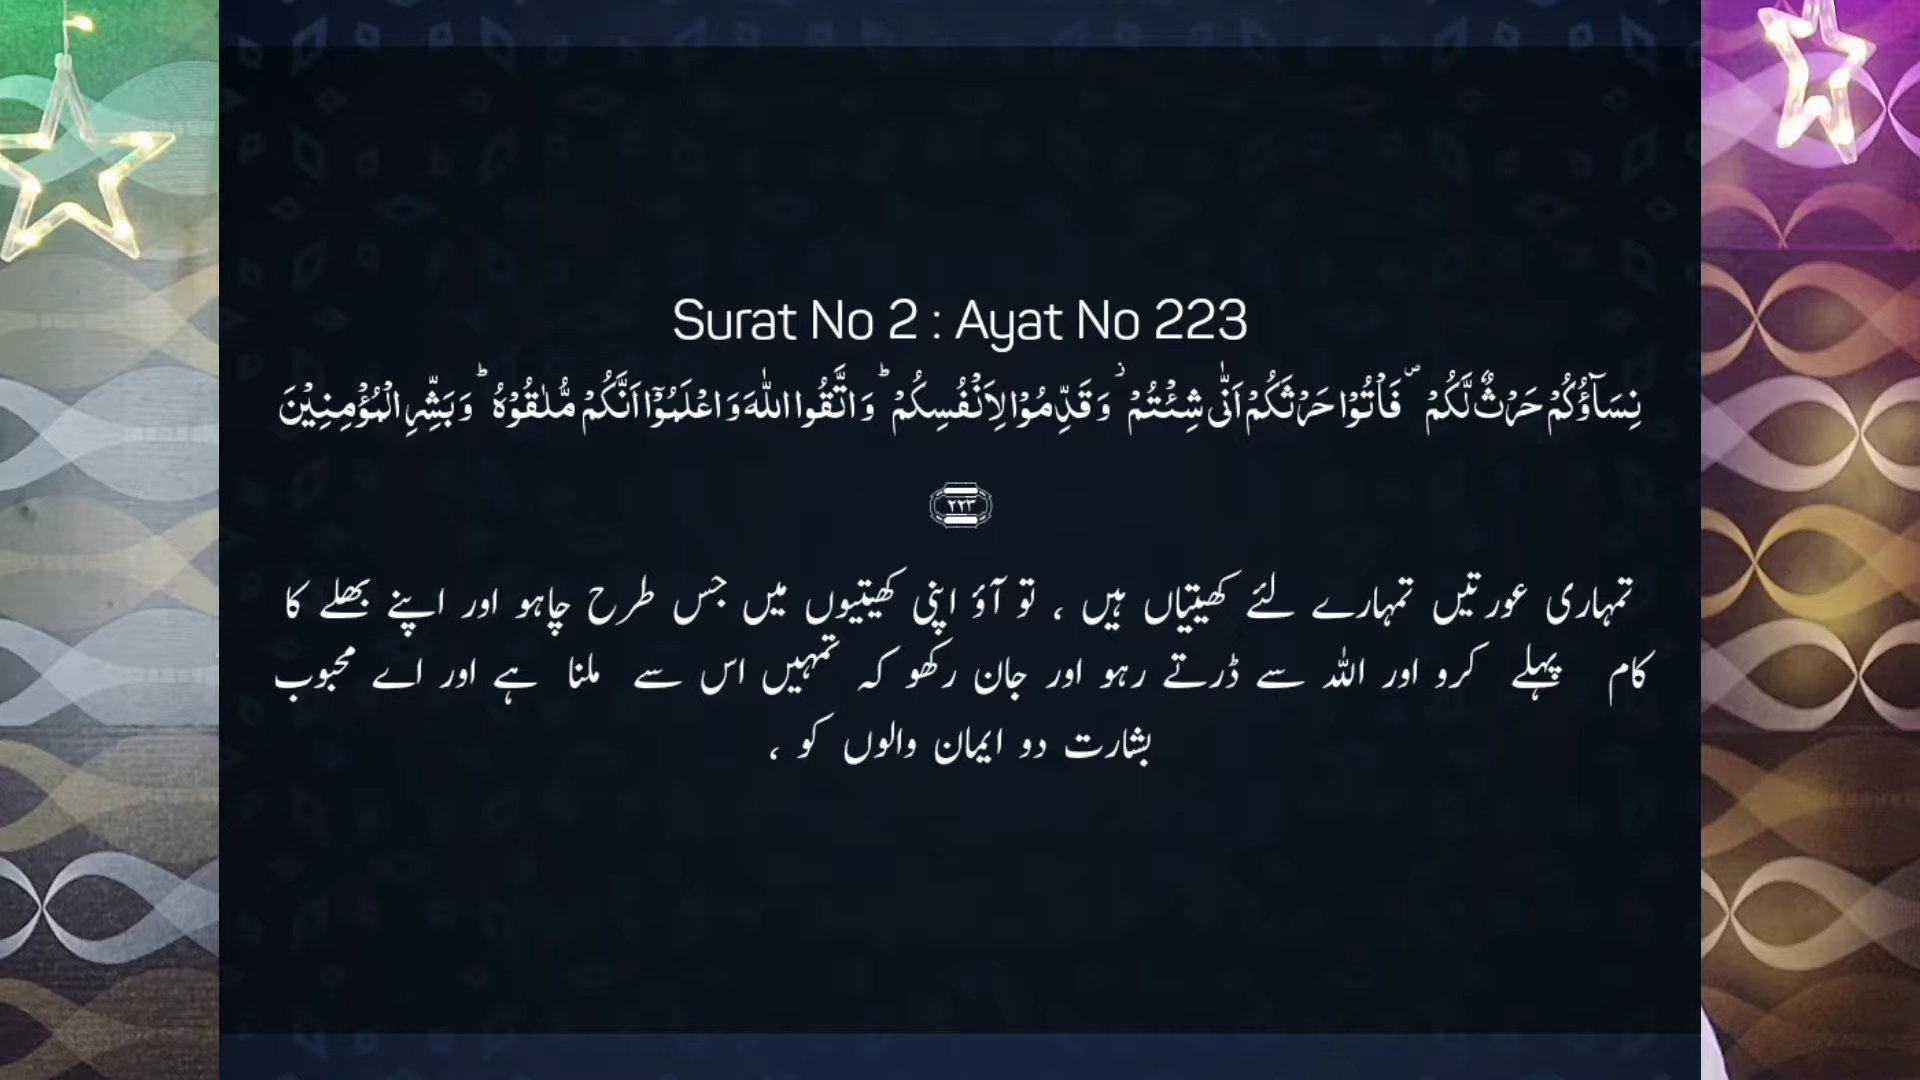 Surat No 2 : Ayat No 223
نِسَآؤُكُمْ حَرْثٌ لَّكُمْ ۪ فَاْتُوْا حَرْثَكُمْ اَنّٰى شِئْتُمْ ۫ وَ قَدِّمُوْا لِاَنْفُسِكُمْ ؕ وَ اتَّقُوا اللّٰهَ وَ اعْلَمُوْۤا اَنَّكُمْ مُّلٰقُوْهُ ؕ وَ بَشِّرِ الْمُؤْمِنِیْنَ
۲۲۳
تمہاری عورتیں تمہارے لئے کھیتیاں ہیں ، تو آؤ اپنی کھیتیوں میں جس طرح چاہو اور اپنے بھلے کا
کام پہلے کرو اور اللہ سے ڈرتے رہو اور جان رکھو کہ تمہیں اس سے ملنا ہے اور اے محبوب
بشارت دو ایمان والوں کو ،